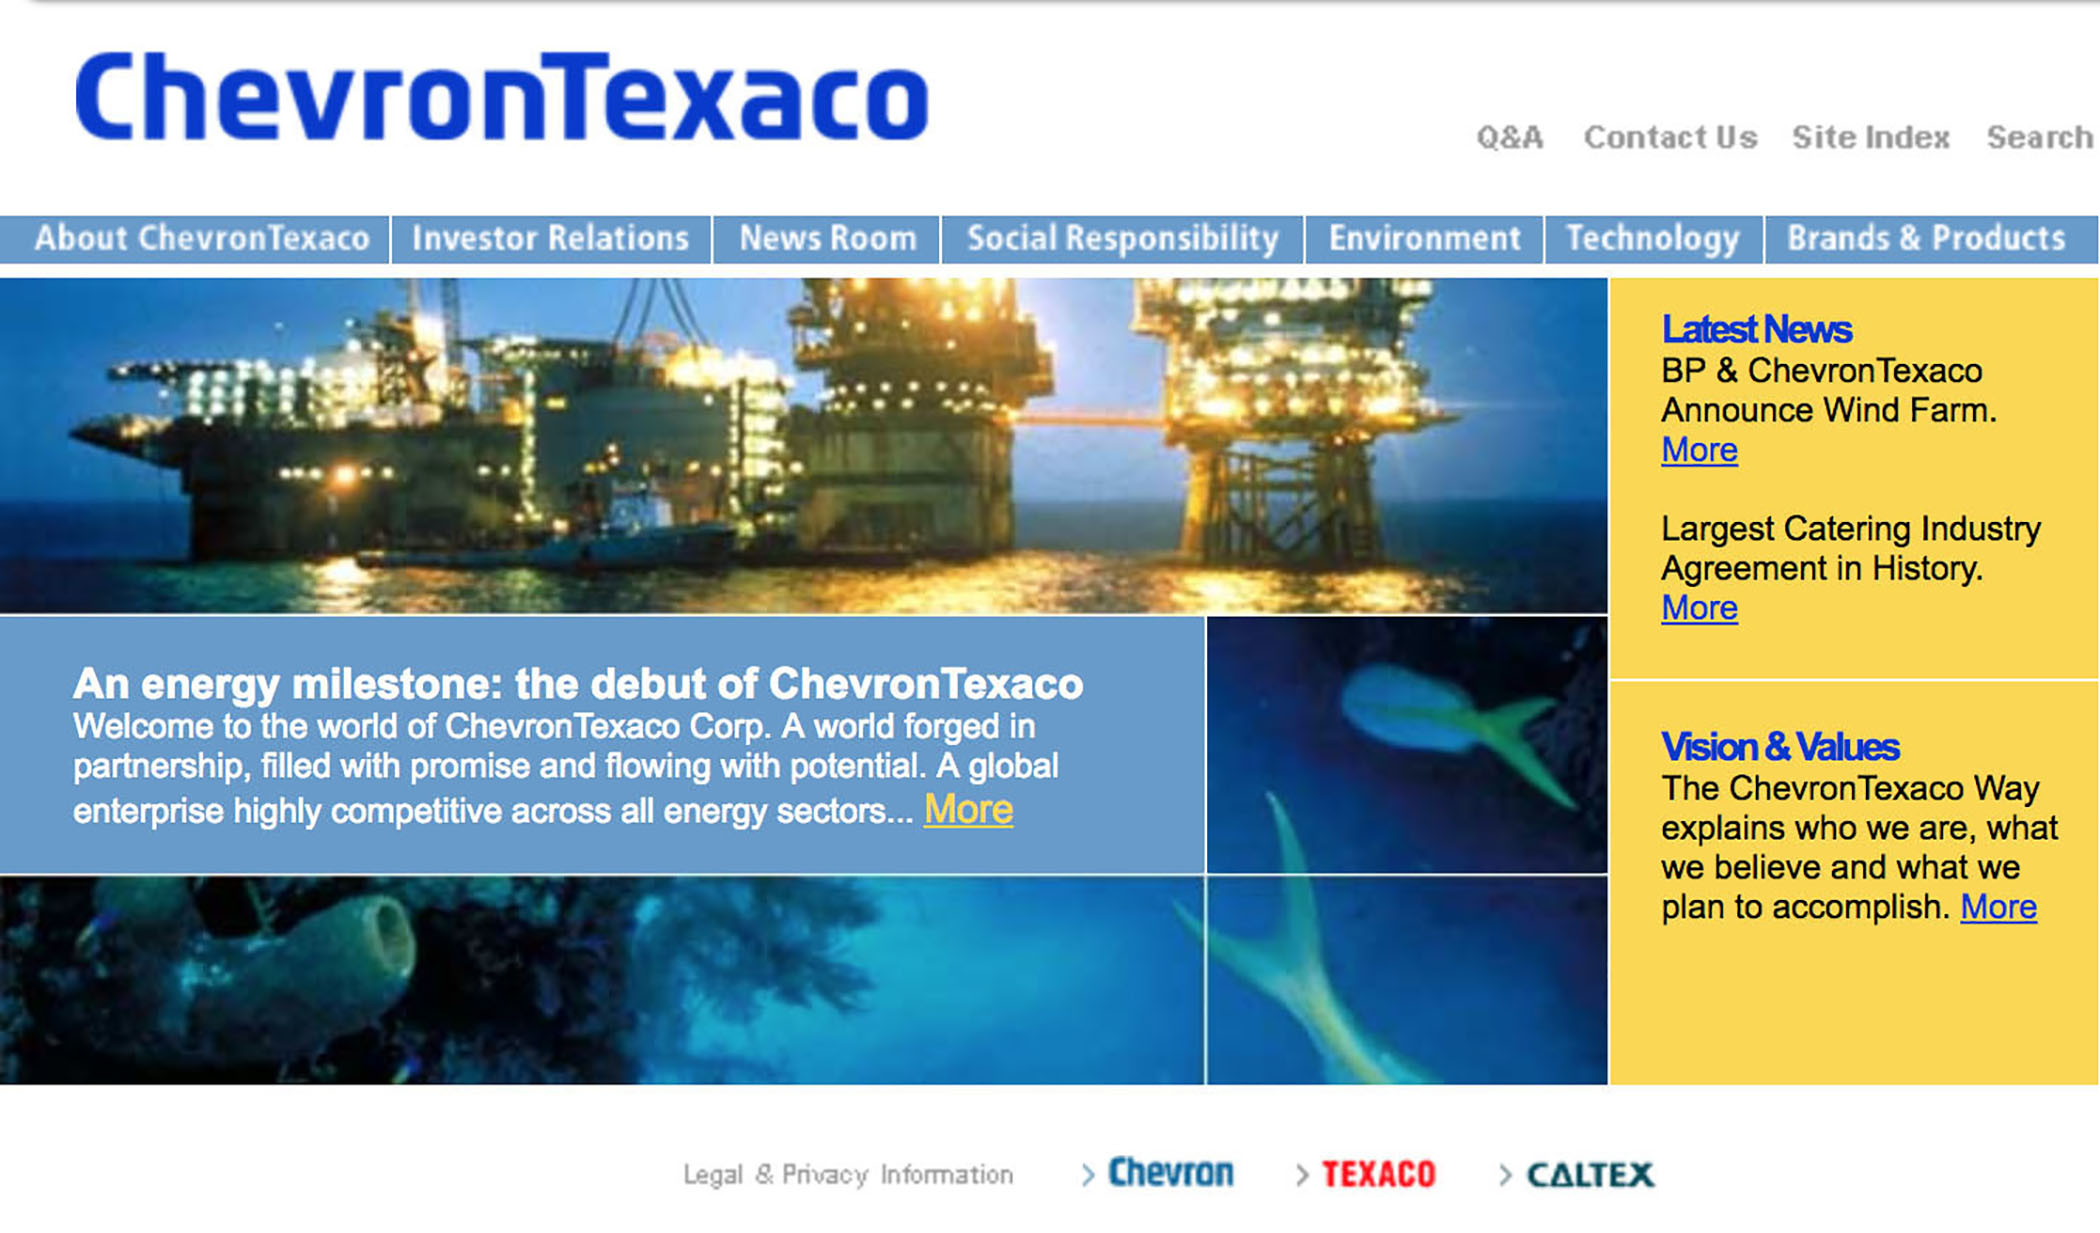 ChevronTexaco
Q&A Contact Us Site Index Search
About ChevronTexaco Investor Relations News Room Social Responsibility Environment Technology Brands & Products
Latest News
BP & ChevronTexaco
Announce Wind Farm.
More
Largest Catering Industry
Agreement in History.
More
An energy milestone: the debut of ChevronTexaco
Welcome to the world of ChevronTexaco Corp. A world forged in
partnership, filled with promise and flowing with potential. A global
enterprise highly competitive across all energy sectors... More
Vision & Values
The ChevronTexaco Way
explains who we are, what
we believe and what we
plan to accomplish. More
Legal & Privacy Information > Chevron > TEXACO > CALTEX